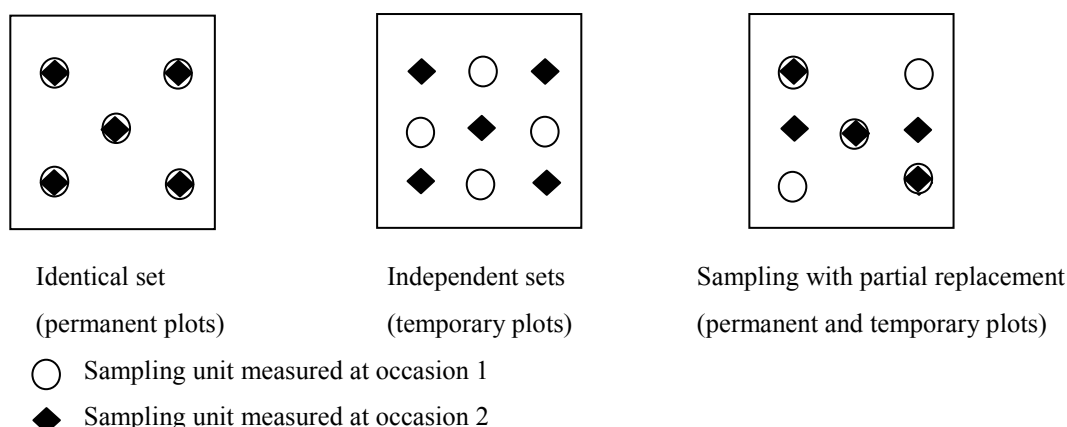 Identical set
(permanent plots)
Independent sets
(temporary plots)
Sampling with partial replacement
(permanent and temporary plots)
Sampling unit measured at occasion 1
Sampling unit measured at occasion 2